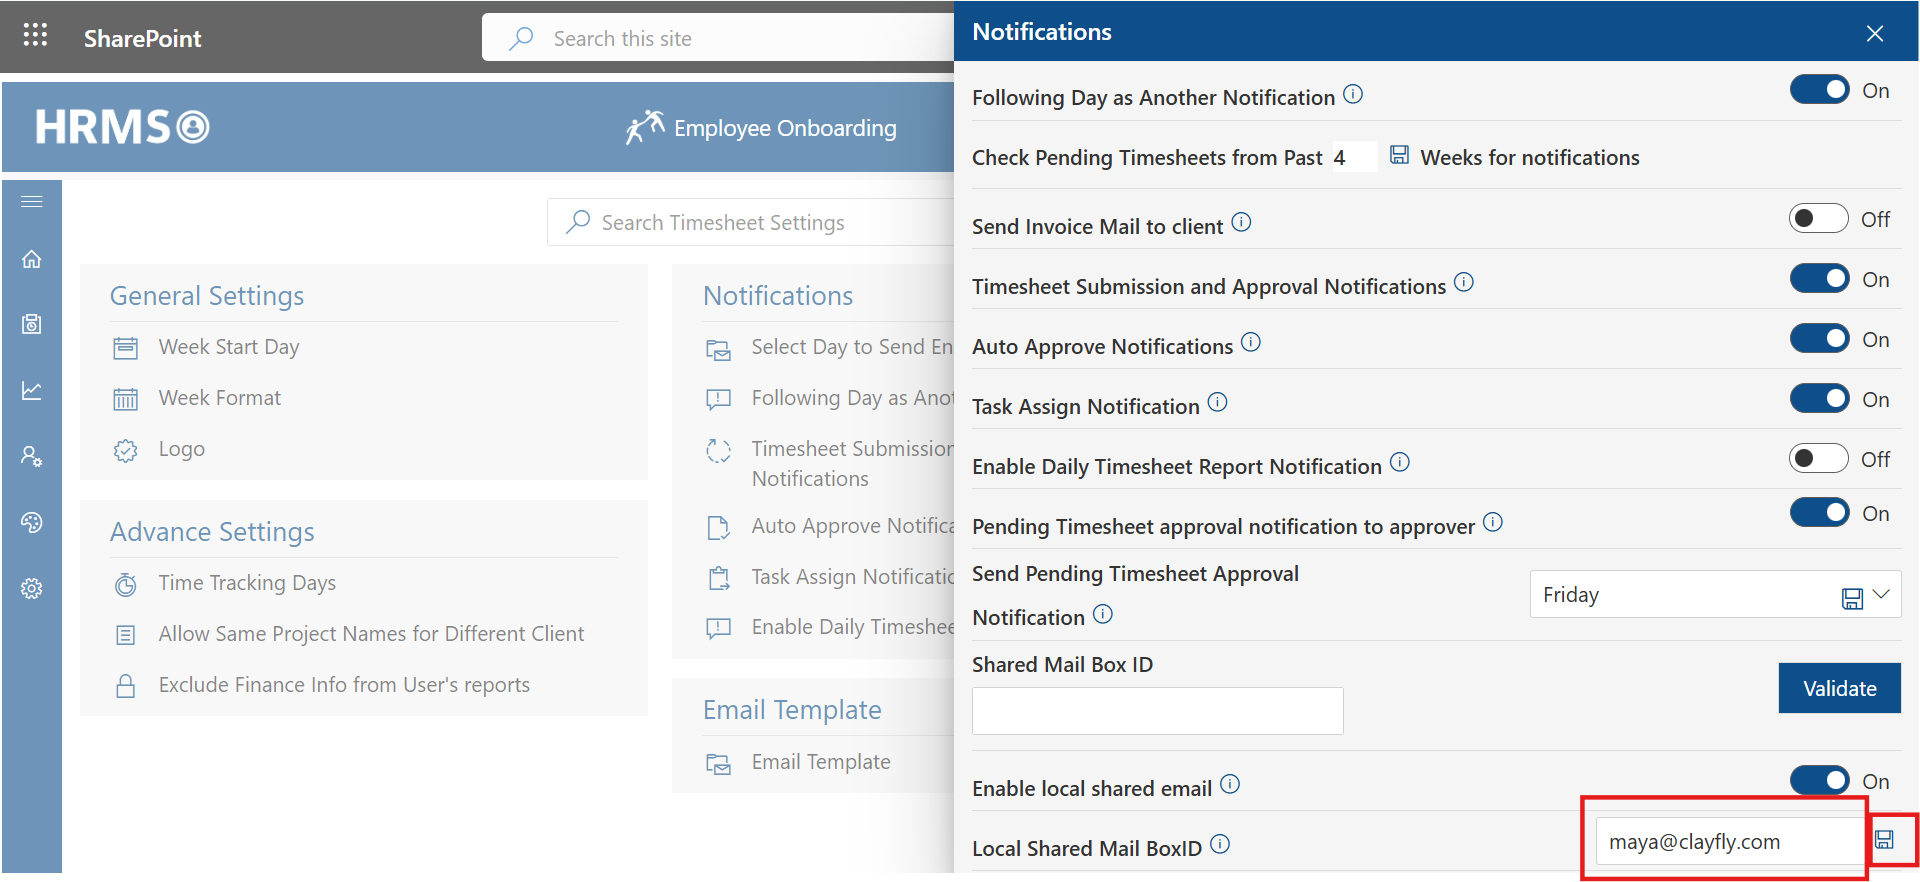 SharePoint
Search this site
HRMS
Employee Onboarding
Search Timesheet Settings
General Settings
Week Start Day
Week Format
Logo
Advance Settings
Time Tracking Days
Allow Same Project Names for Different Client
Exclude Finance Info from User's reports
Notifications
Select Day to Send En
Following Day as Anot
Timesheet Submission
Notifications
Auto Approve Notifica
Task Assign Notificatio
Enable Daily Timeshee
Email Template
Email Template
Notifications
Following Day as Another Notification
On
Check Pending Timesheets from Past 4 Weeks for notifications
Send Invoice Mail to client
Off
Timesheet Submission and Approval Notifications
On
Auto Approve Notifications
On
Task Assign Notification
On
Enable Daily Timesheet Report Notification
Off
Pending Timesheet approval notification to approver
On
Send Pending Timesheet Approval
Notification
Friday
Shared Mail Box ID
Validate
Enable local shared email
On
Local Shared Mail BoxID
maya@clayfly.com